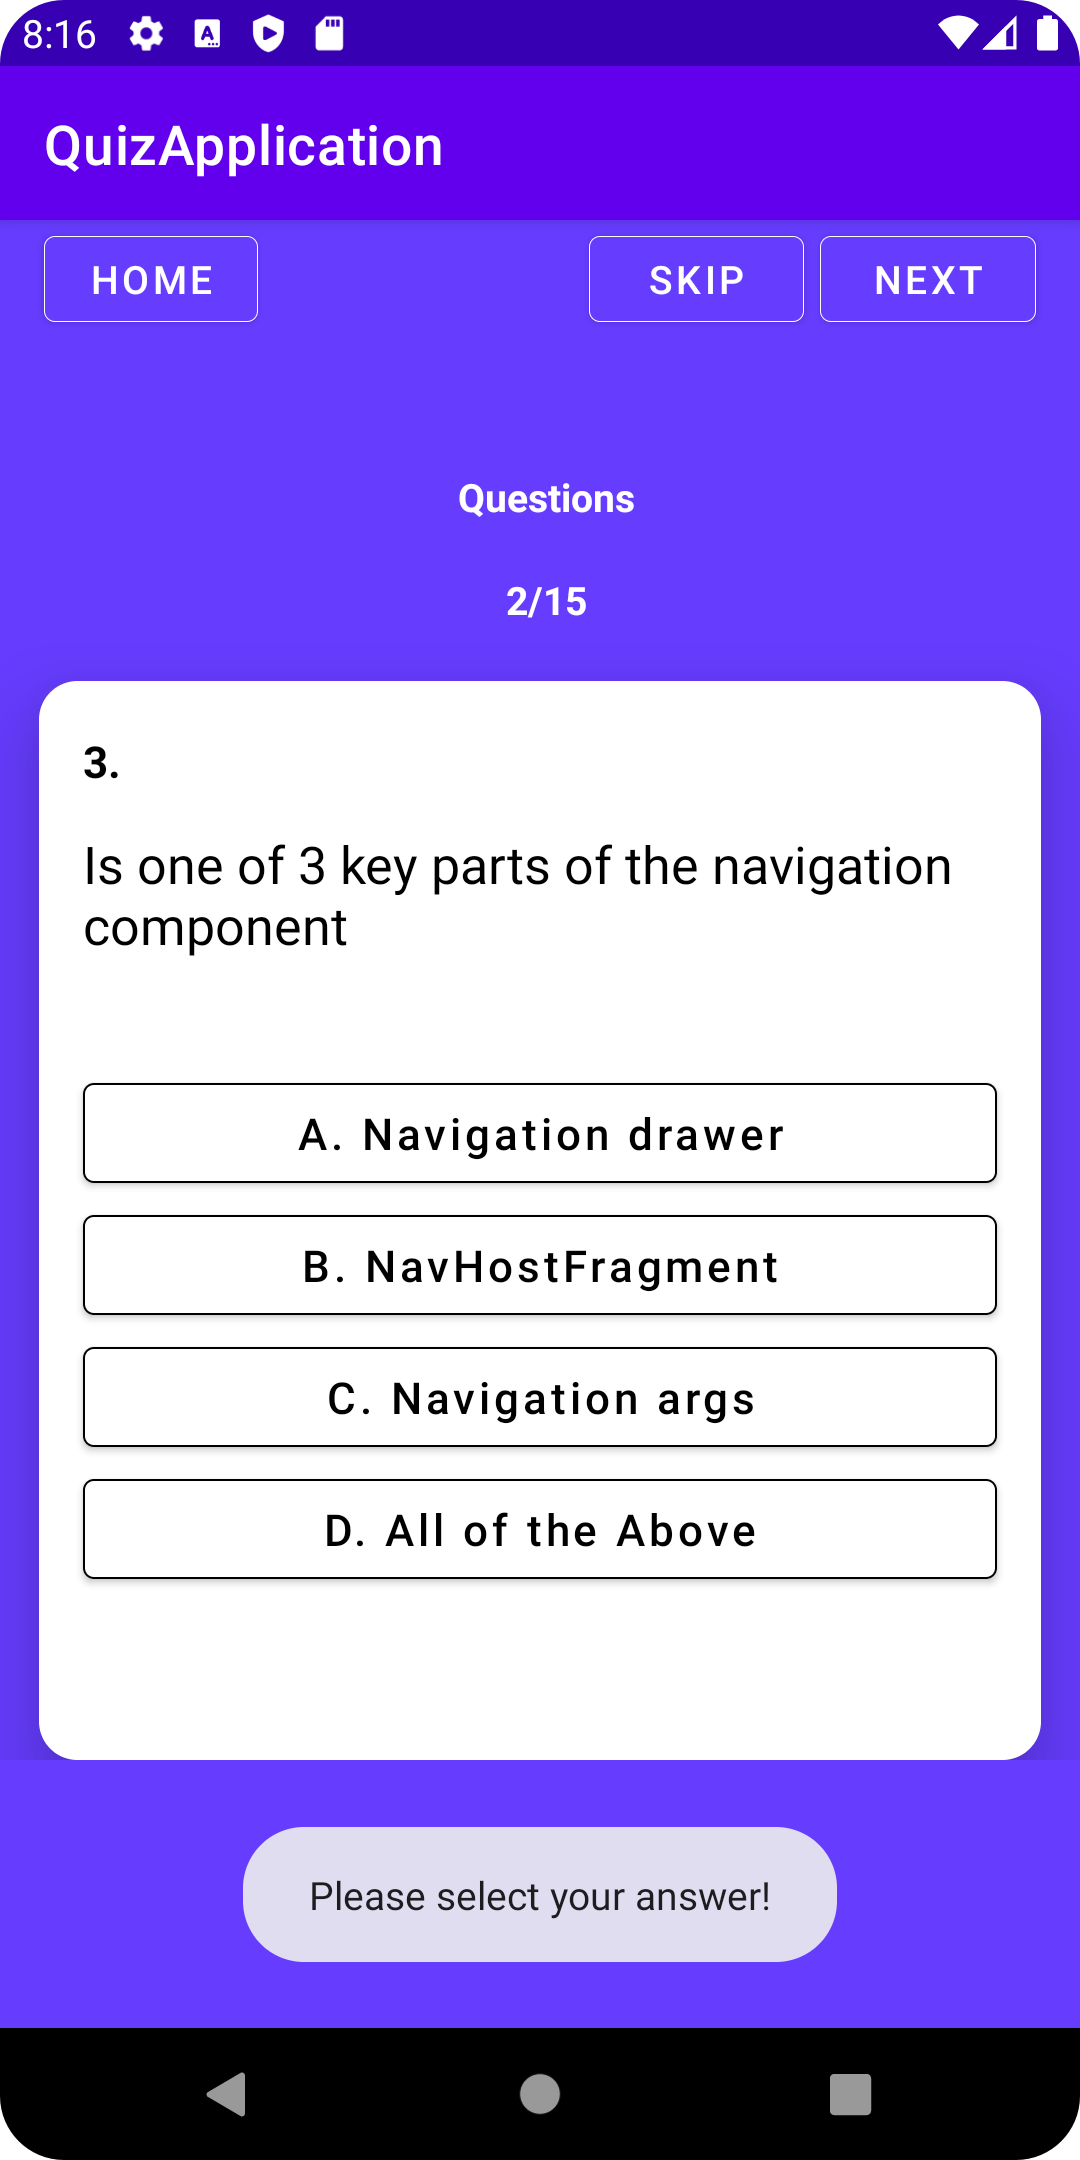 8:16
QuizApplication
HOME SKIP NEXT
Questions
2/15
3.
Is one of 3 key parts of the navigation
component
A. Navigation drawer
B. NavHostFragment
C. Navigation args
D. All of the Above
Please select your answer!